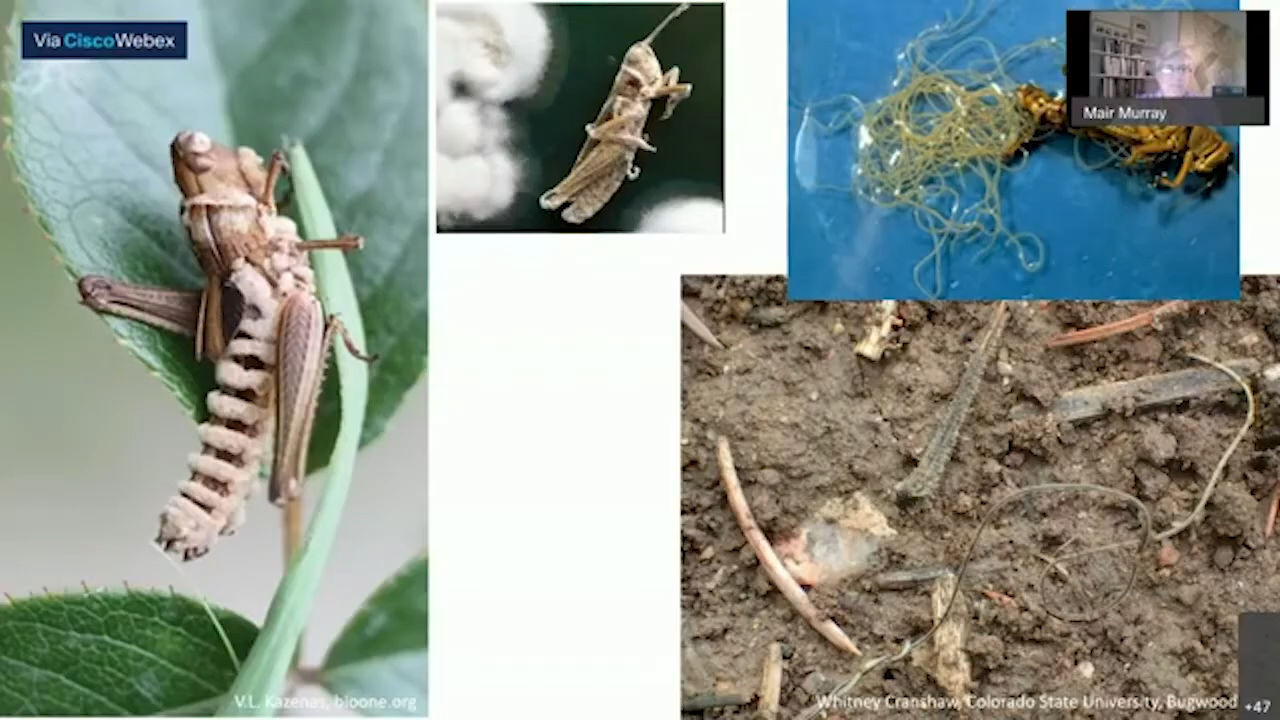 Via CiscoWebex
Mair Murray
V.L. Kazenas, bioone.org
Whitney Cranshaw, Colorado State University, Bugwood
+47